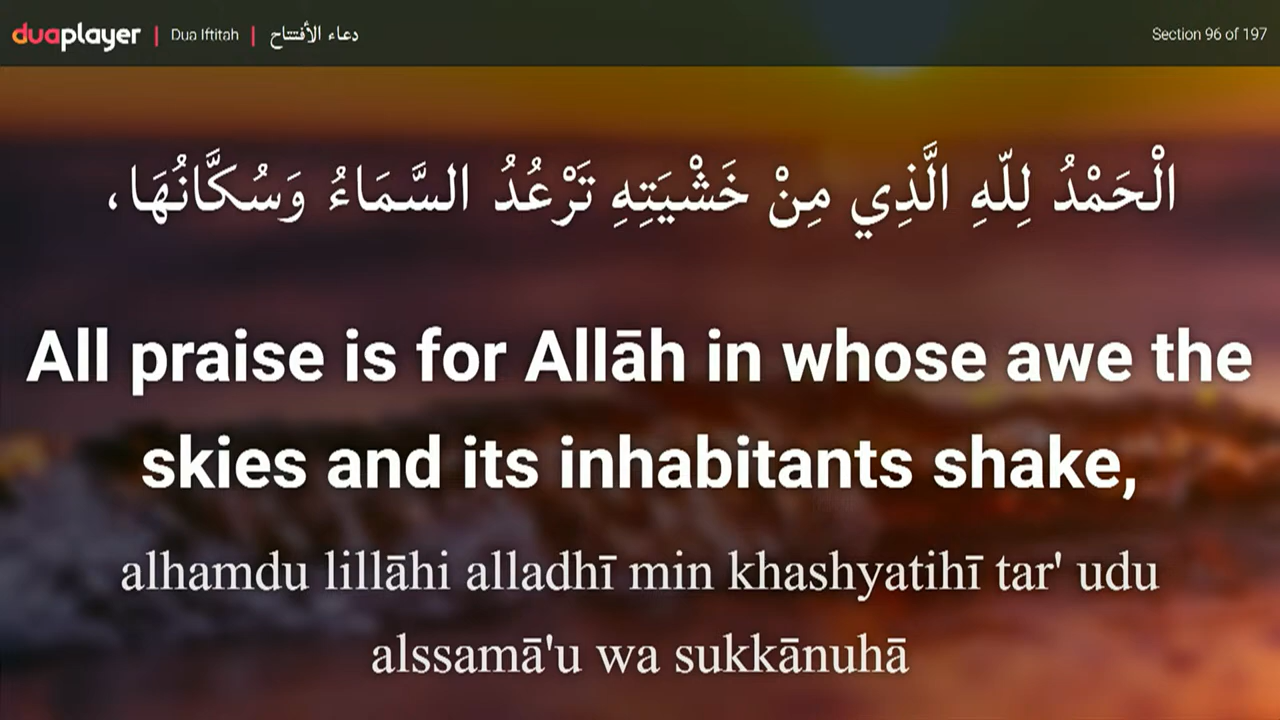 duaplayer | Dua Iftitah | دعاء الأفتتاح
Section 96 of 197
الْحَمْدُ لِلّهِ الَّذِي مِنْ خَشْيَتِهِ تَرْعُدُ السَّمَاءُ وَسُكَّانُهَا،
All praise is for Allāh in whose awe the
skies and its inhabitants shake,
alhamdu lillāhi alladhī min khashyatihī tar' udu
alssamā'u wa sukkānuhā